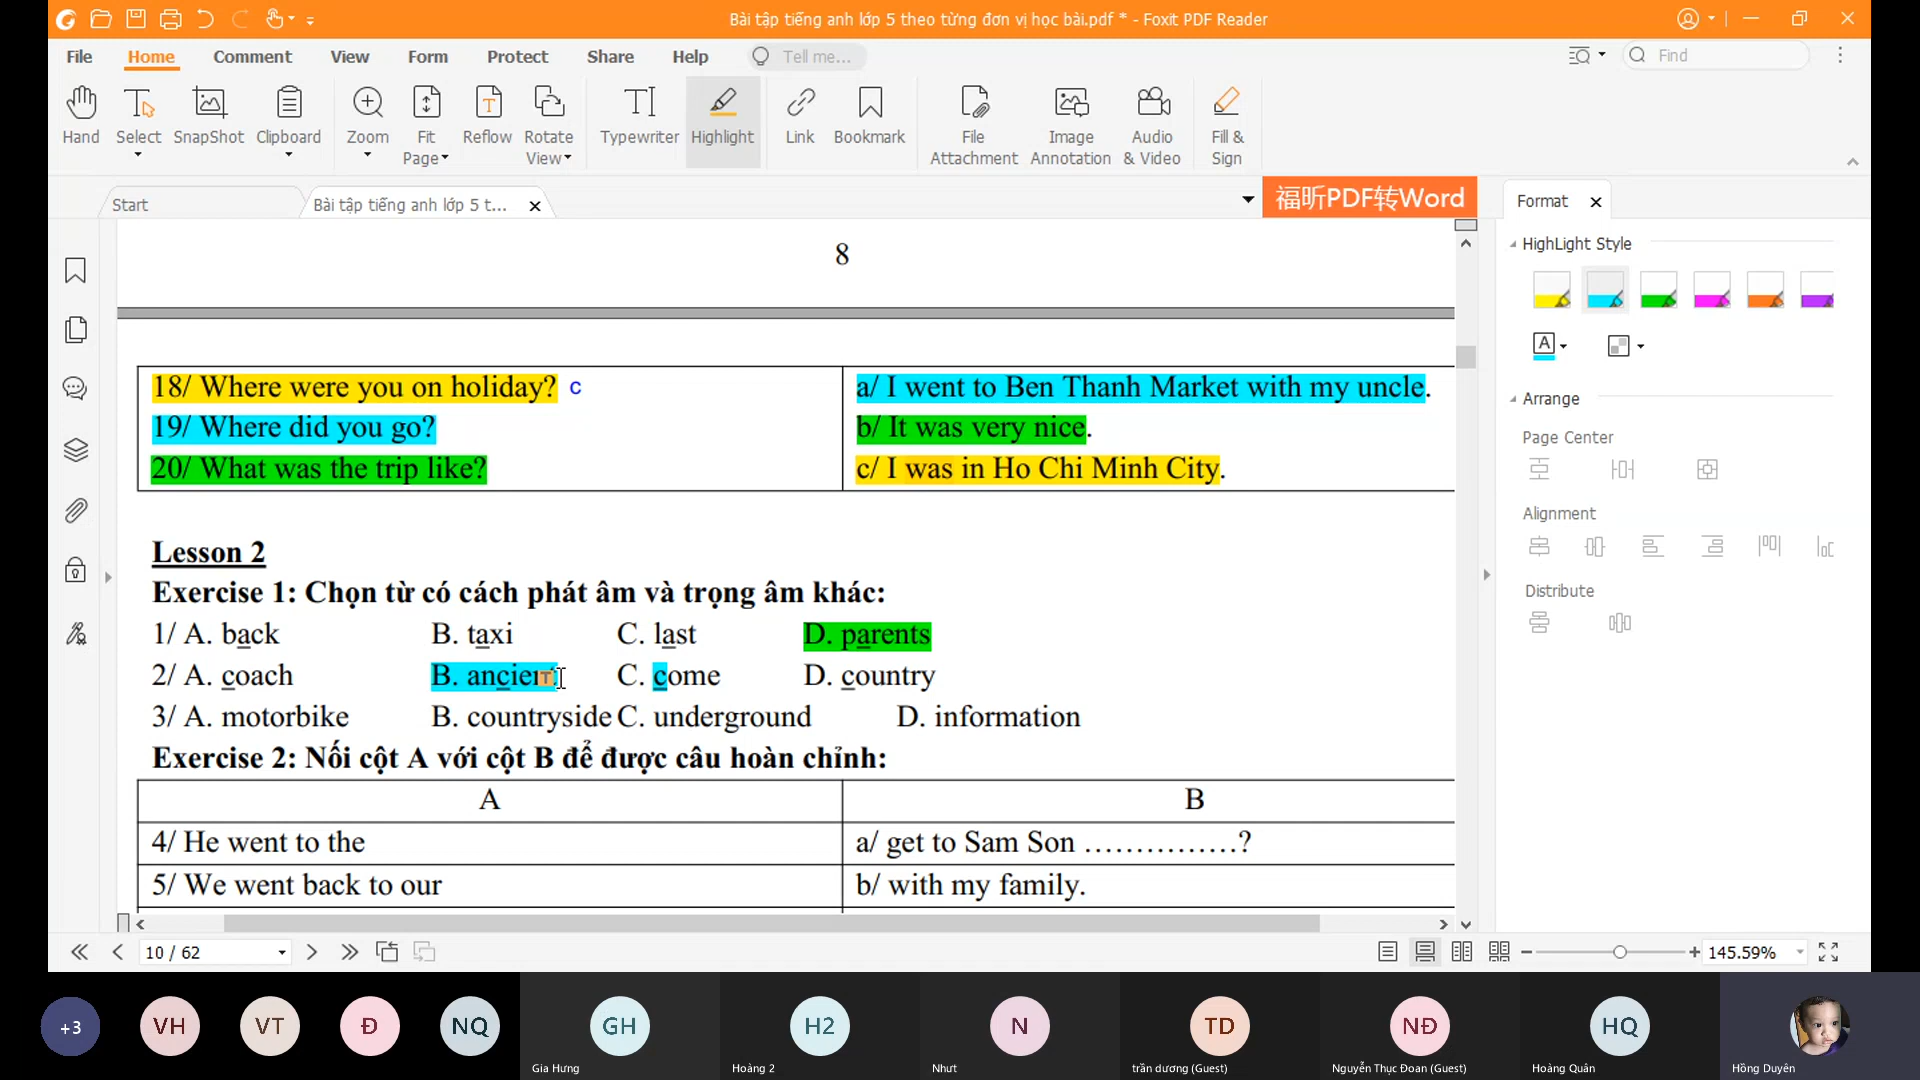 Bài tập tiếng anh lớp 5 theo từng đơn vị học bài.pdf * - Foxit PDF Reader
File Home Comment View Form Protect Share Help Tell me... Find
Hand Select SnapShot Clipboard Zoom Fit Page Reflow Rotate View Typewriter Highlight Link Bookmark File Attachment Image Annotation Audio & Video Fill & Sign
Start
Bài tập tiếng anh lớp 5 t...
福昕PDF转Word
Format
HighLight Style
A
Arrange
Page Center
Alignment
Distribute
8
18/ Where were you on holiday? c
a/ I went to Ben Thanh Market with my uncle.
19/ Where did you go?
b/ It was very nice.
20/ What was the trip like?
c/ I was in Ho Chi Minh City.
Lesson 2
Exercise 1: Chọn từ có cách phát âm và trọng âm khác:
1/ A. back B. taxi C. last D. parents
2/ A. coach B. ancient C. come D. country
3/ A. motorbike B. countryside C. underground D. information
Exercise 2: Nối cột A với cột B để được câu hoàn chỉnh:
A B
4/ He went to the
a/ get to Sam Son ……………?
5/ We went back to our
b/ with my family.
10 / 62
145.59%
+3 VH VT Đ NQ GH H2 N TD NĐ HQ
Gia Hưng Hoàng 2 Nhưt trần dương (Guest) Nguyễn Thục Đoan (Guest) Hoàng Quân Hồng Duyên